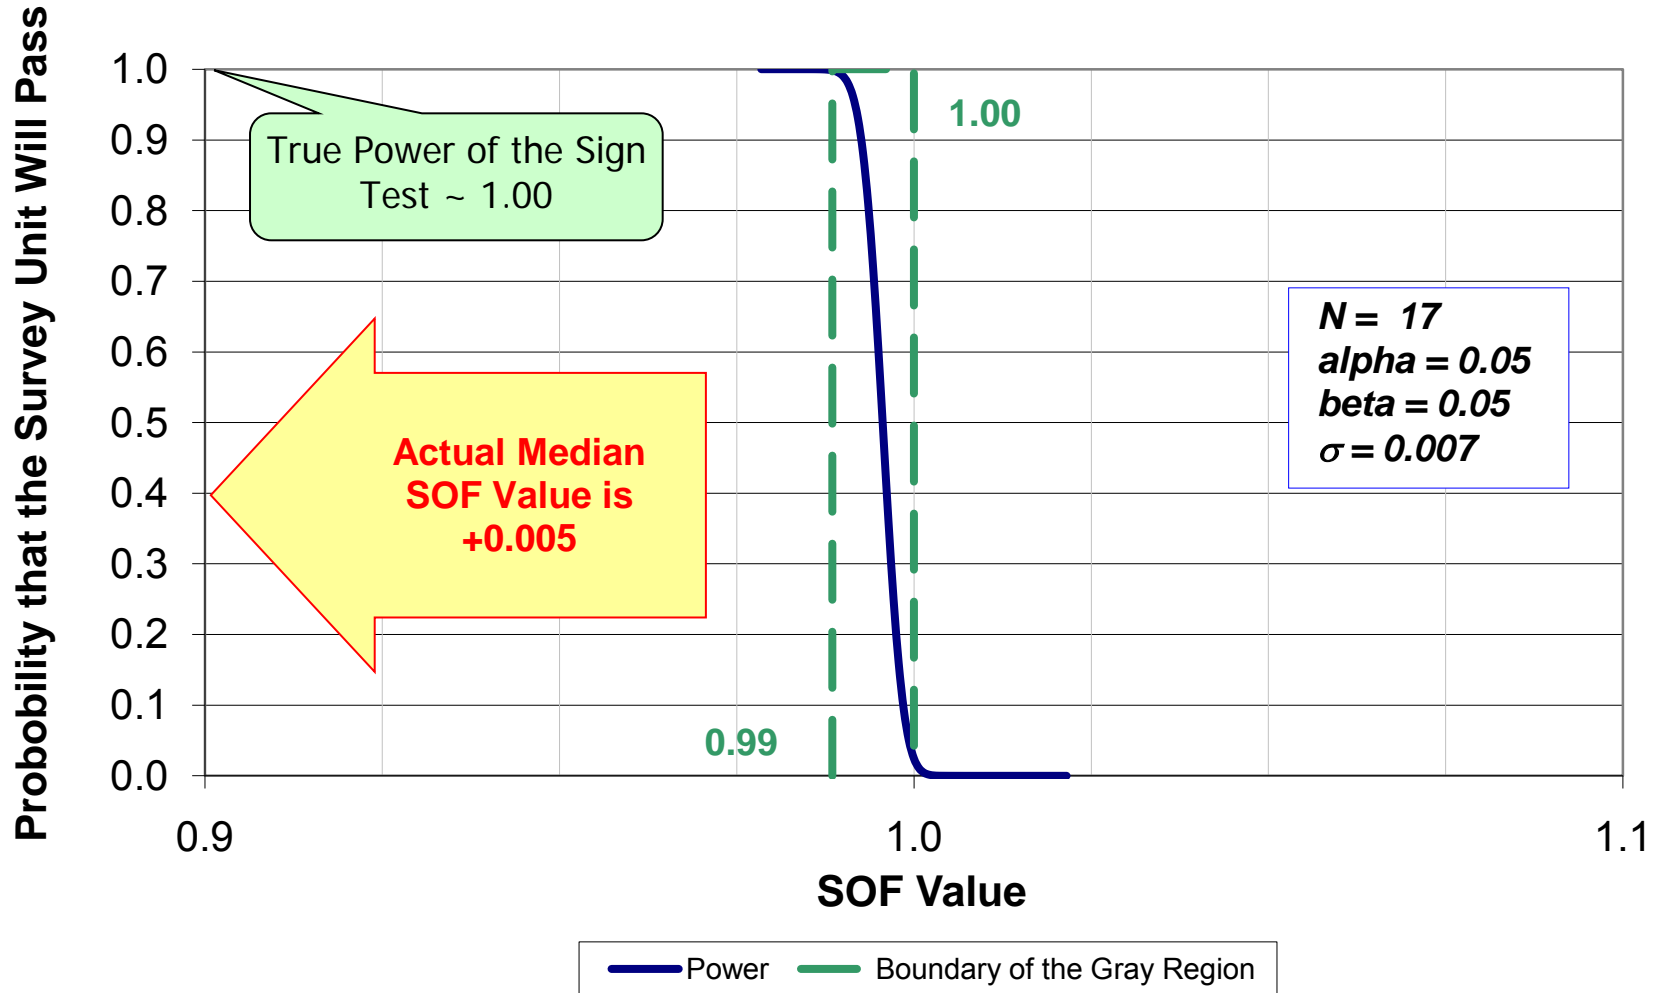 Probobility that the Survey Unit Will Pass
1.0
0.9
0.8
0.7
0.6
0.5
0.4
0.3
0.2
0.1
0.0
True Power of the Sign
Test ~ 1.00
1.00
Actual Median
SOF Value is
+0.005
N = 17
alpha = 0.05
beta = 0.05
σ = 0.007
0.99
0.9
1.0
1.1
SOF Value
Power
Boundary of the Gray Region